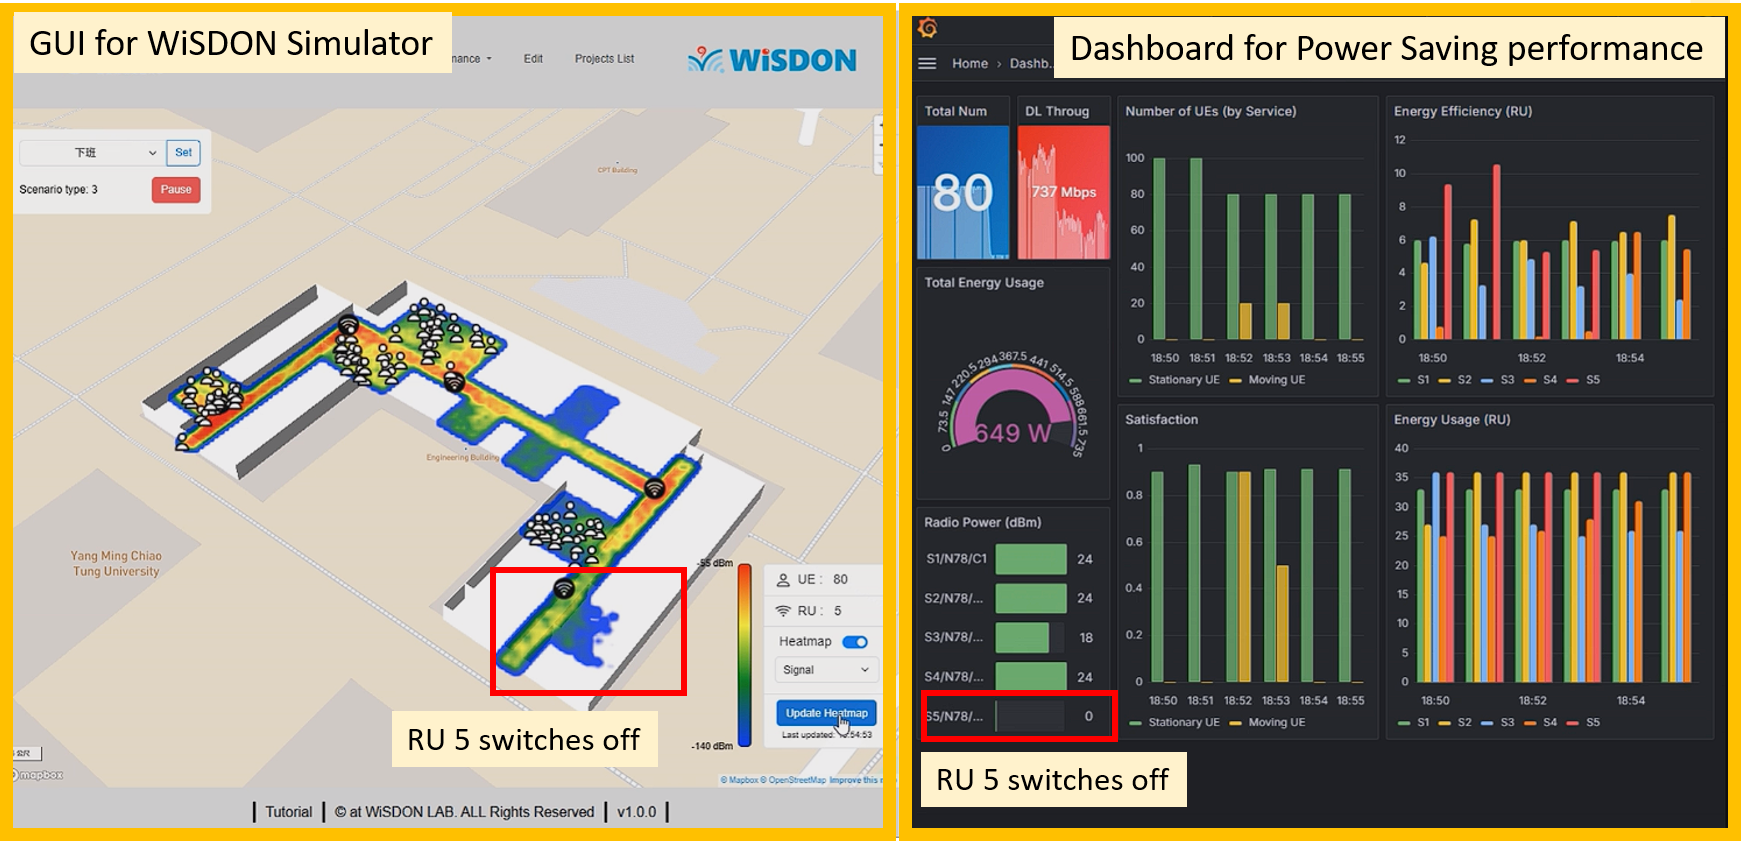 GUI for WiSDON Simulator
Edit
Projects List
WiSDON
下班
Set
Scenario type: 3
Pause
CPT Building
Engineering Building
Yang Ming Chiao
Tung University
-55 dBm
-140 dBm
UE : 80
RU : 5
Heatmap
Signal
Update Heatmap
Last updated:
RU 5 switches off
mapbox
© Mapbox © OpenStreetMap Improve this
Tutorial
© at WiSDON LAB. ALL Rights Reserved
v1.0.0
Dashboard for Power Saving performance
Home › Dashb..
Total Num
80
DL Throug
737 Mbps
Total Energy Usage
0
73.5
147
220.5
294
367.5
441
514.5
588
661.5
735
649 W
Radio Power (dBm)
S1/N78/C1 24
S2/N78/... 24
S3/N78/... 18
S4/N78/... 24
S5/N78/... 0
RU 5 switches off
Number of UEs (by Service)
100
80
60
40
20
0
18:50 18:51 18:52 18:53 18:54 18:55
Stationary UE Moving UE
Satisfaction
1
0.8
0.6
0.4
0.2
0
18:50 18:51 18:52 18:53 18:54 18:55
Stationary UE Moving UE
Energy Efficiency (RU)
12
10
8
6
4
2
0
18:50 18:52 18:54
S1 S2 S3 S4 S5
Energy Usage (RU)
40
35
30
25
20
15
10
5
0
18:50 18:52 18:54
S1 S2 S3 S4 S5